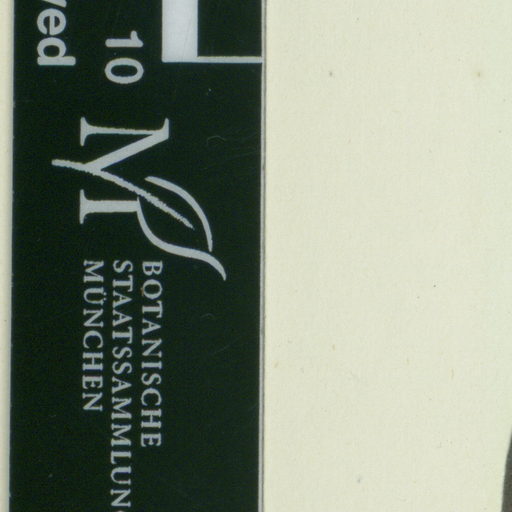 ved
10
BOTANISCHE
STAATSSAMMLUN
MÜNCHEN